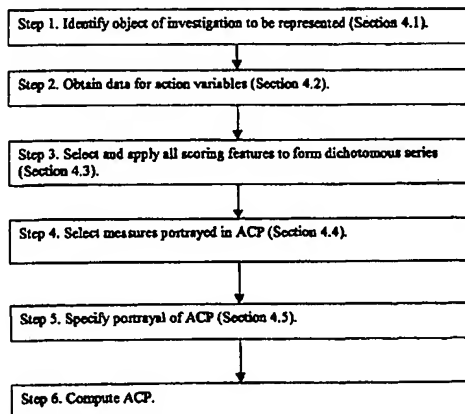 Step 1. Identify object of investigation to be represented (Section 4.1).
Step 2. Obtain data for action variables (Section 4.2).
Step 3. Select and apply all scoring features to form dichotomous series
(Section 4.3).
Step 4. Select measures portrayed in ACP (Section 4.4).
Step 5. Specify portrayal of ACP (Section 4.5).
Step 6. Compute ACP.